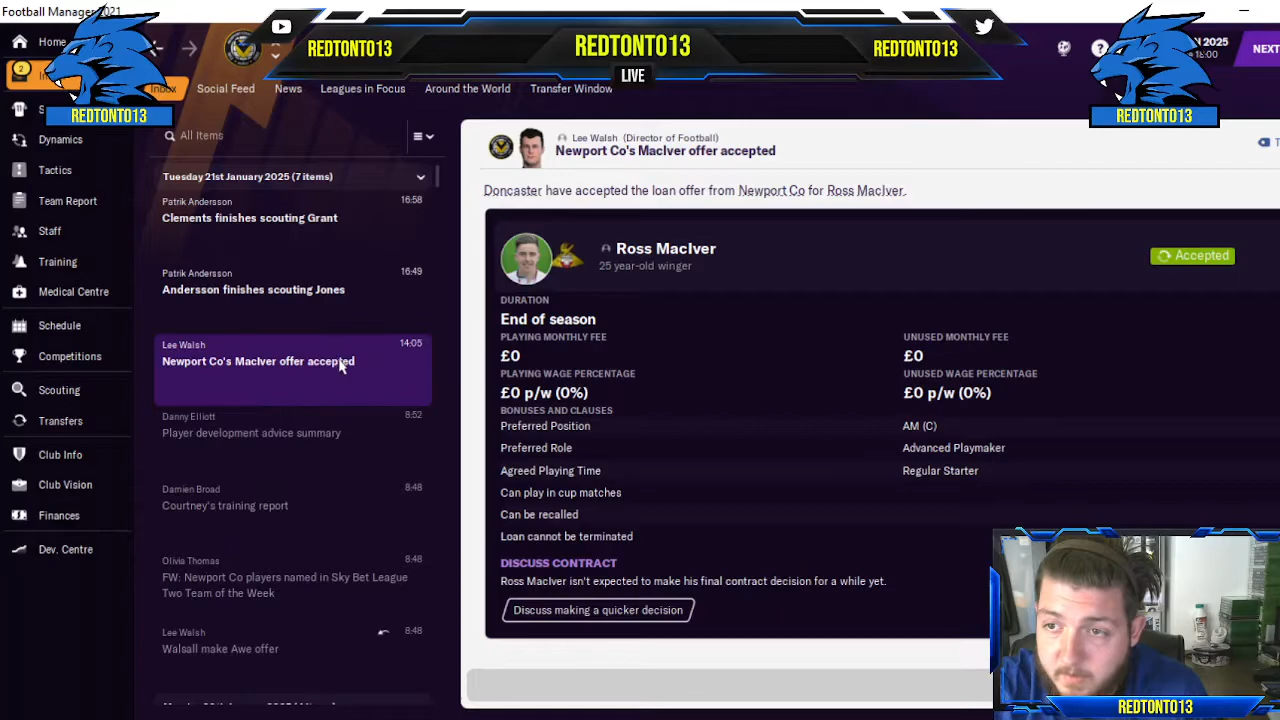 Football Manager 2021
REDTONTO13
REDTONTO13
REDTONTO13
LIVE
REDTONTO13
REDTONTO13
Home
2
2025
18:00
NEXT
Inbox
Social Feed
News
Leagues in Focus
Around the World
Transfer Window
Dynamics
Tactics
Team Report
Staff
Training
Medical Centre
Schedule
Competitions
Scouting
Transfers
Club Info
Club Vision
Finances
Dev. Centre
All Items
Tuesday 21st January 2025 (7 items)
Patrik Andersson 16:58
Clements finishes scouting Grant
Patrik Andersson 16:49
Andersson finishes scouting Jones
Lee Walsh 14:05
Newport Co's MacIver offer accepted
Danny Elliott 8:52
Player development advice summary
Damien Broad 8:48
Courtney's training report
Olivia Thomas 8:48
FW: Newport Co players named in Sky Bet League
Two Team of the Week
Lee Walsh 8:48
Walsall make Awe offer
Lee Walsh (Director of Football)
Newport Co's MacIver offer accepted
Doncaster have accepted the loan offer from Newport Co for Ross MacIver.
Ross MacIver
25 year-old winger
Accepted
DURATION
End of season
PLAYING MONTHLY FEE UNUSED MONTHLY FEE
£0 £0
PLAYING WAGE PERCENTAGE UNUSED WAGE PERCENTAGE
£0 p/w (0%) £0 p/w (0%)
BONUSES AND CLAUSES
Preferred Position AM (C)
Preferred Role Advanced Playmaker
Agreed Playing Time Regular Starter
Can play in cup matches
Can be recalled
Loan cannot be terminated
DISCUSS CONTRACT
Ross MacIver isn't expected to make his final contract decision for a while yet.
Discuss making a quicker decision
REDTONTO13